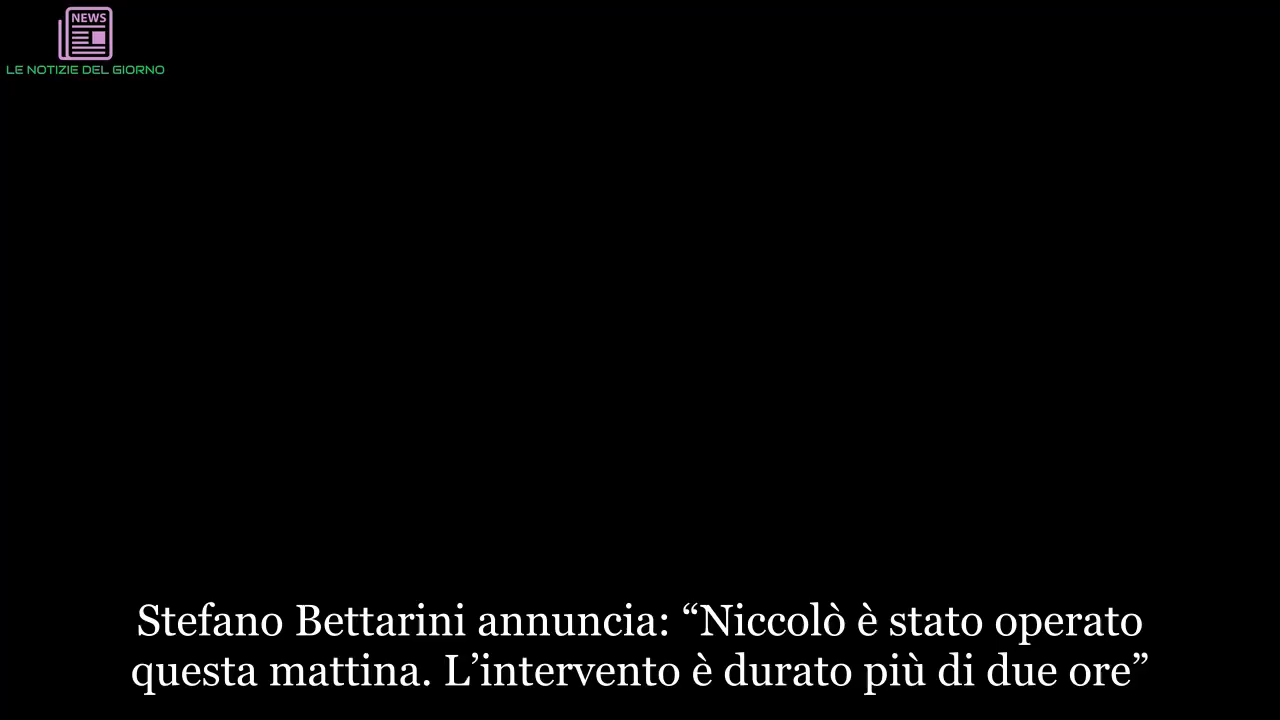 NEWS
LE NOTIZIE DEL GIORNO
Stefano Bettarini annuncia: “Niccolò è stato operato
questa mattina. L’intervento è durato più di due ore”